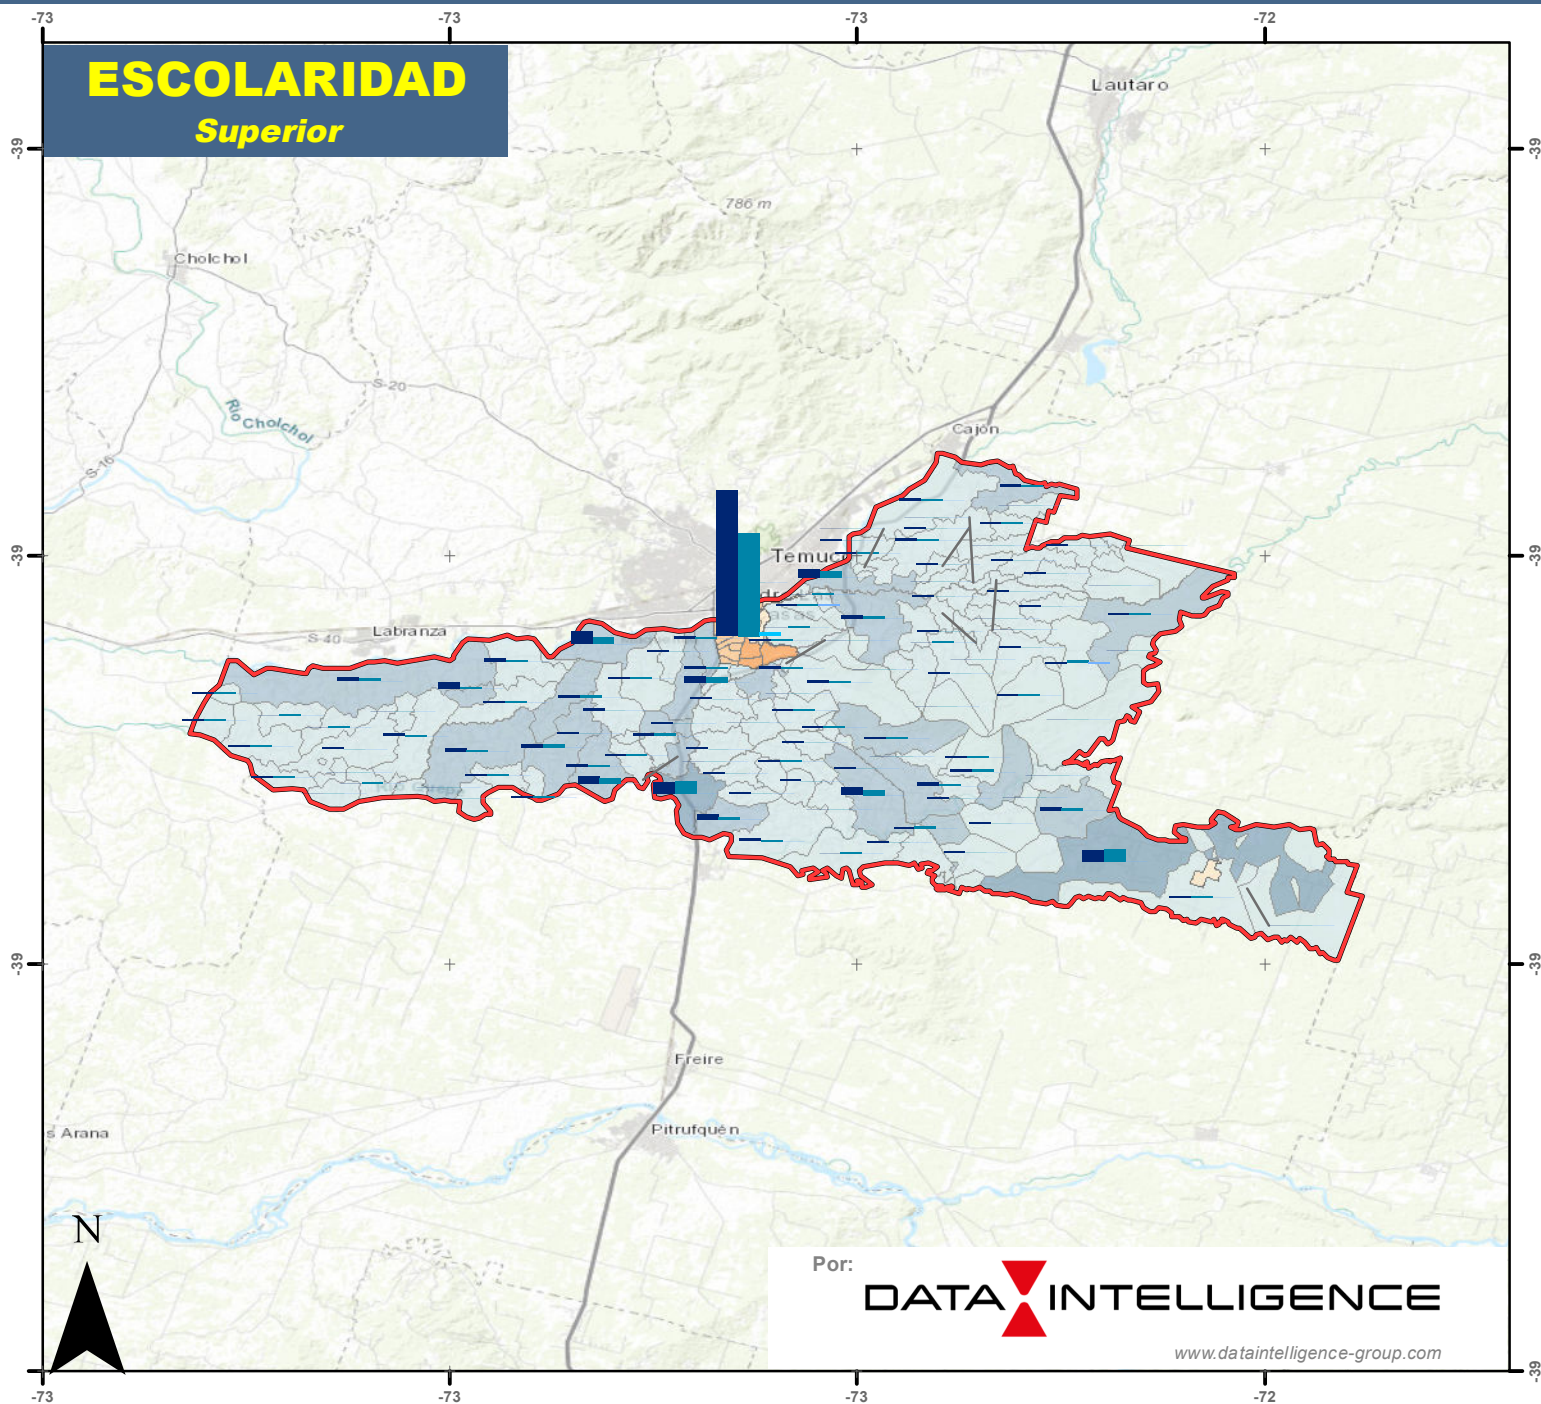 -73
-73
-73
-72
ESCOLARIDAD
Superior
Lautaro
-39
-39
786 m
Cholchol
S-20
Río Cholchol
S-16
Cajón
-39
-39
Temuc
Labranza
S 40
-39
-39
Freire
s Arana
Pitrufquén
N
Por:
DATA INTELLIGENCE
www.dataintelligence-group.com
-39
-73
-73
-73
-72